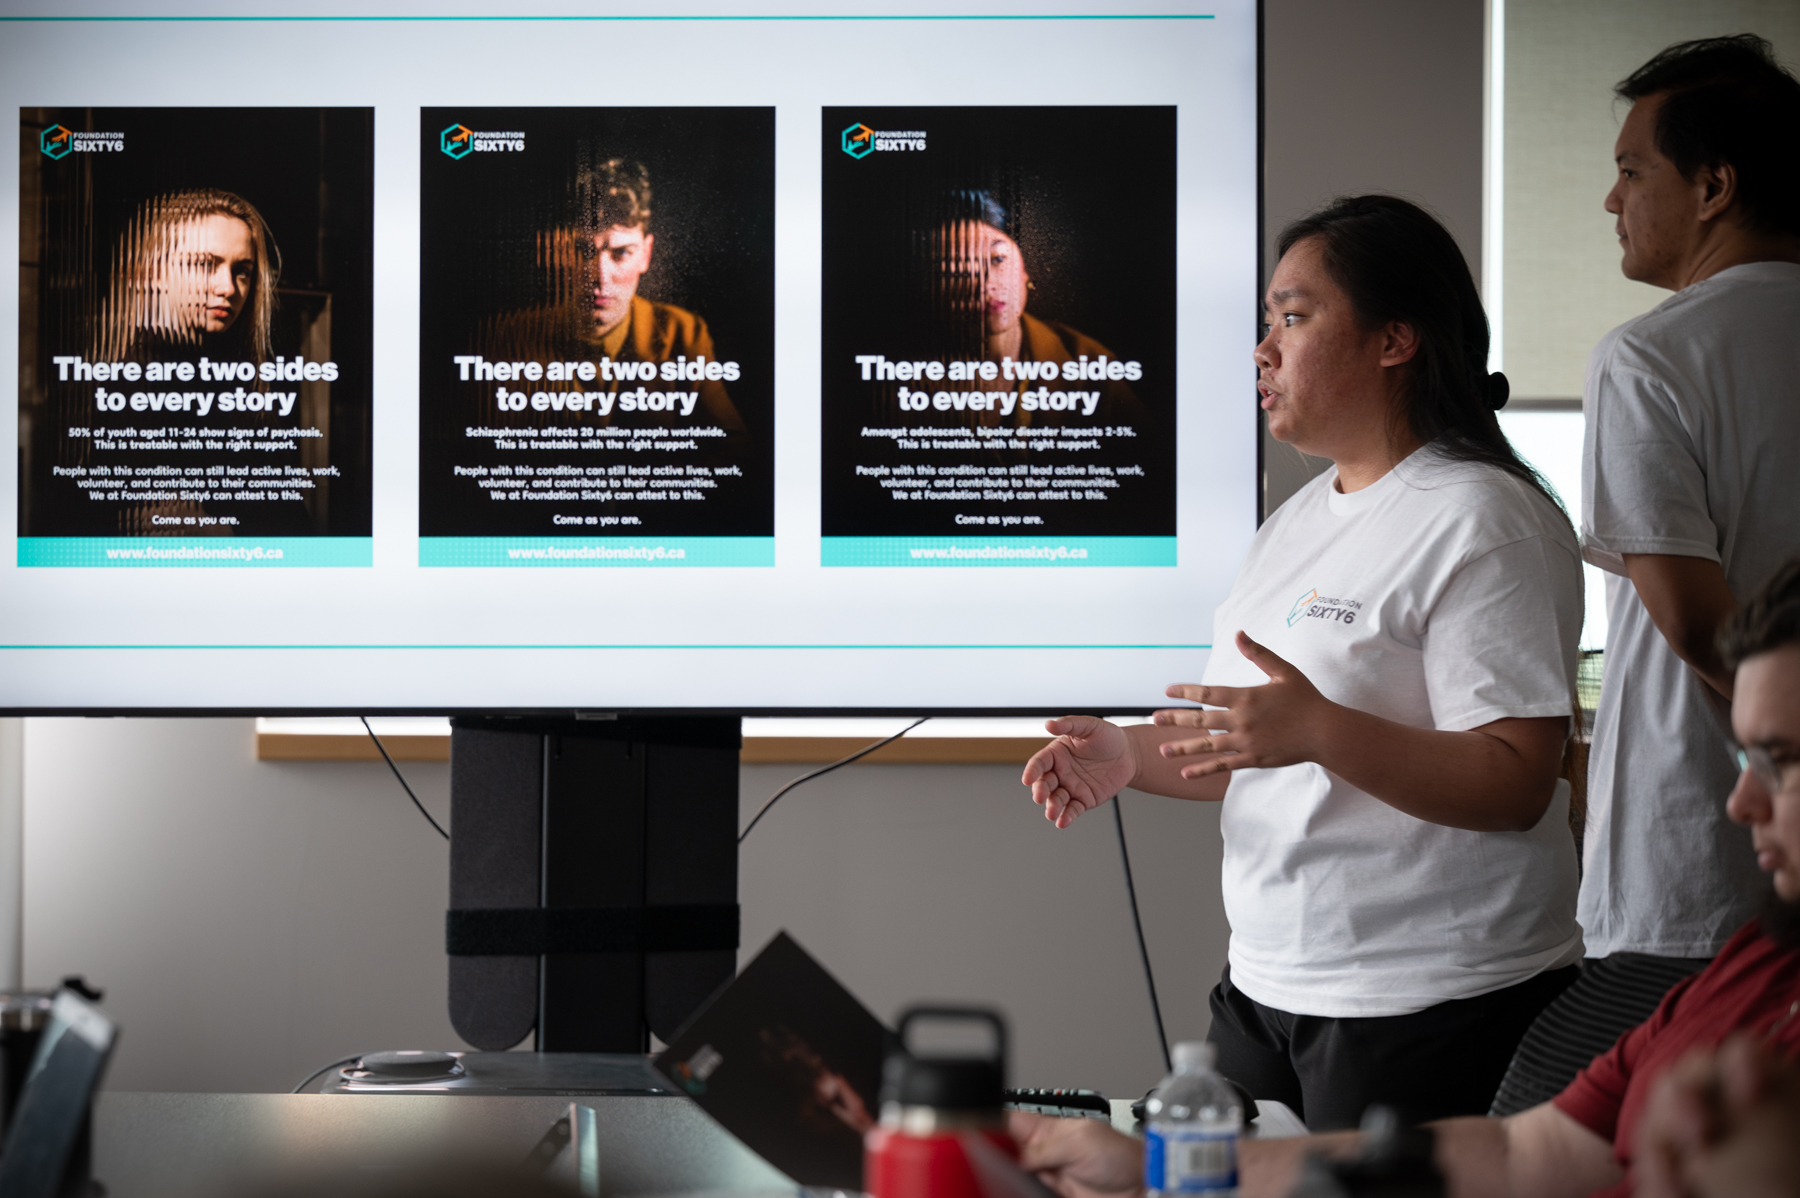 FOUNDATION
SIXTY6
There are two sides
to every story
50% of youth aged 11-24 show signs of psychosis.
This is treatable with the right support.
People with this condition can still lead active lives, work,
volunteer, and contribute to their communities.
We at Foundation Sixty6 can attest to this.
Come as you are.
www.foundationsixty6.ca
FOUNDATION
SIXTY6
There are two sides
to every story
Schizophrenia affects 20 million people worldwide.
This is treatable with the right support.
People with this condition can still lead active lives, work,
volunteer, and contribute to their communities.
We at Foundation Sixty6 can attest to this.
Come as you are.
www.foundationsixty6.ca
FOUNDATION
SIXTY6
There are two sides
to every story
Amongst adolescents, bipolar disorder impacts 2-5%.
This is treatable with the right support.
People with this condition can still lead active lives, work,
volunteer, and contribute to their communities.
We at Foundation Sixty6 can attest to this.
Come as you are.
www.foundationsixty6.ca
FOUNDATION
SIXTY6